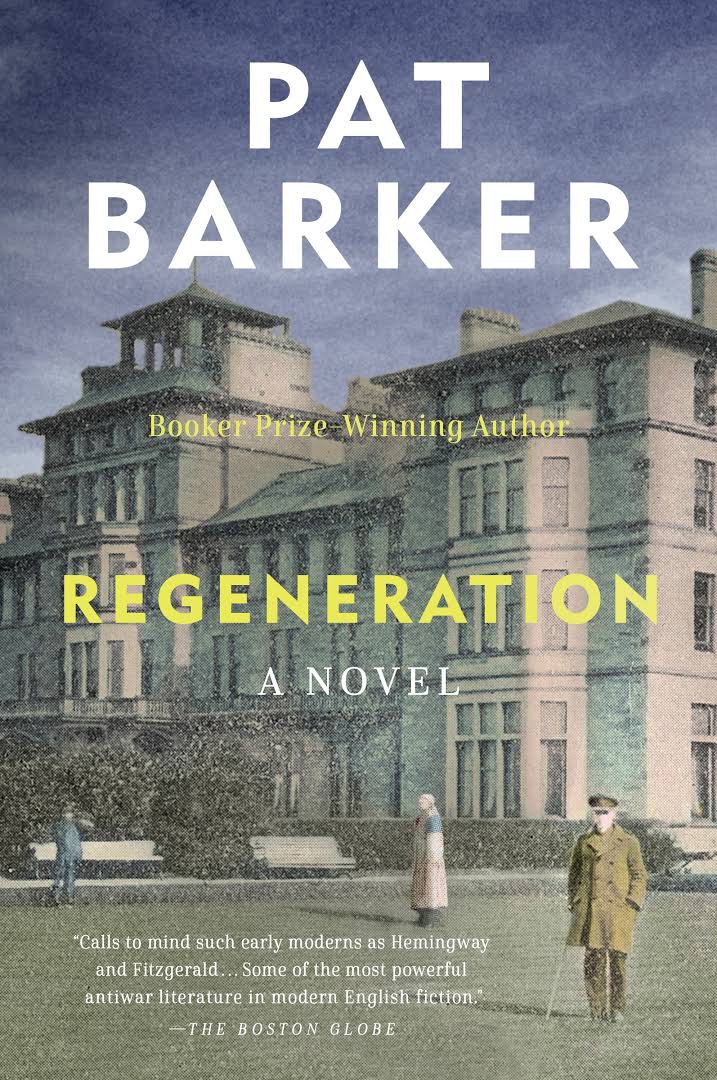 PAT
BARKER
Booker Prize–Winning Author
REGENERATION
A NOVEL
“Calls to mind such early moderns as Hemingway
and Fitzgerald…Some of the most powerful
antiwar literature in modern English fiction.”
—THE BOSTON GLOBE